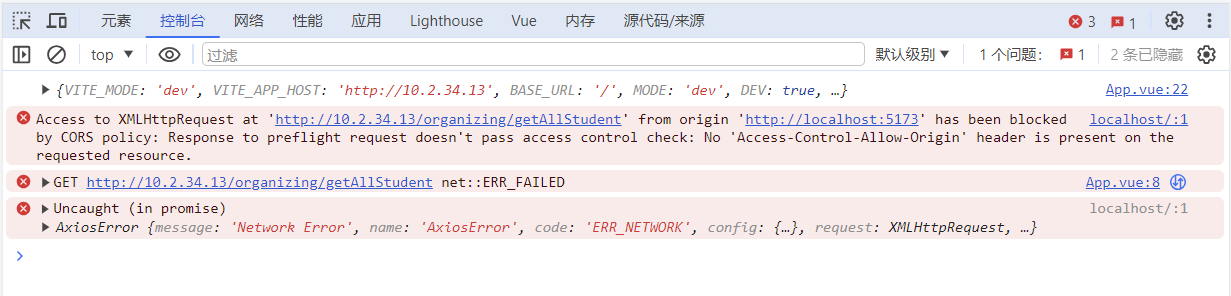 元素 控制台 网络 性能 应用 Lighthouse Vue 内存 源代码/来源 3 1
top 过滤 默认级别 1 个问题: 1 2 条已隐藏
{VITE_MODE: 'dev', VITE_APP_HOST: 'http://10.2.34.13', BASE_URL: '/', MODE: 'dev', DEV: true, …} App.vue:22
Access to XMLHttpRequest at 'http://10.2.34.13/organizing/getAllStudent' from origin 'http://localhost:5173' has been blocked localhost/:1
by CORS policy: Response to preflight request doesn't pass access control check: No 'Access-Control-Allow-Origin' header is present on the
requested resource.
GET http://10.2.34.13/organizing/getAllStudent net::ERR_FAILED App.vue:8
Uncaught (in promise) localhost/:1
AxiosError {message: 'Network Error', name: 'AxiosError', code: 'ERR_NETWORK', config: {…}, request: XMLHttpRequest, …}